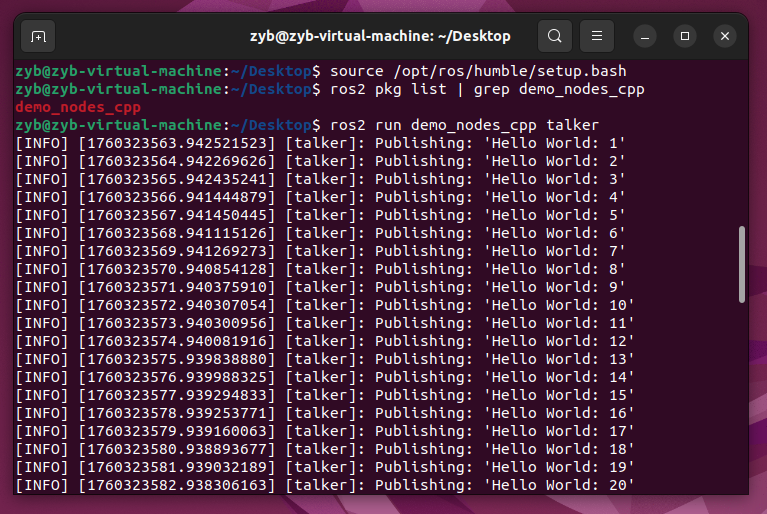 zyb@zyb-virtual-machine: ~/Desktop
zyb@zyb-virtual-machine:~/Desktop$ source /opt/ros/humble/setup.bash
zyb@zyb-virtual-machine:~/Desktop$ ros2 pkg list | grep demo_nodes_cpp
demo_nodes_cpp
zyb@zyb-virtual-machine:~/Desktop$ ros2 run demo_nodes_cpp talker
[INFO] [1760323563.942521523] [talker]: Publishing: 'Hello World: 1'
[INFO] [1760323564.942269626] [talker]: Publishing: 'Hello World: 2'
[INFO] [1760323565.942435241] [talker]: Publishing: 'Hello World: 3'
[INFO] [1760323566.941444879] [talker]: Publishing: 'Hello World: 4'
[INFO] [1760323567.941450445] [talker]: Publishing: 'Hello World: 5'
[INFO] [1760323568.941115126] [talker]: Publishing: 'Hello World: 6'
[INFO] [1760323569.941269273] [talker]: Publishing: 'Hello World: 7'
[INFO] [1760323570.940854128] [talker]: Publishing: 'Hello World: 8'
[INFO] [1760323571.940375910] [talker]: Publishing: 'Hello World: 9'
[INFO] [1760323572.940307054] [talker]: Publishing: 'Hello World: 10'
[INFO] [1760323573.940300956] [talker]: Publishing: 'Hello World: 11'
[INFO] [1760323574.940081916] [talker]: Publishing: 'Hello World: 12'
[INFO] [1760323575.939838880] [talker]: Publishing: 'Hello World: 13'
[INFO] [1760323576.939988325] [talker]: Publishing: 'Hello World: 14'
[INFO] [1760323577.939294833] [talker]: Publishing: 'Hello World: 15'
[INFO] [1760323578.939253771] [talker]: Publishing: 'Hello World: 16'
[INFO] [1760323579.939160063] [talker]: Publishing: 'Hello World: 17'
[INFO] [1760323580.938893677] [talker]: Publishing: 'Hello World: 18'
[INFO] [1760323581.939032189] [talker]: Publishing: 'Hello World: 19'
[INFO] [1760323582.938306163] [talker]: Publishing: 'Hello World: 20'